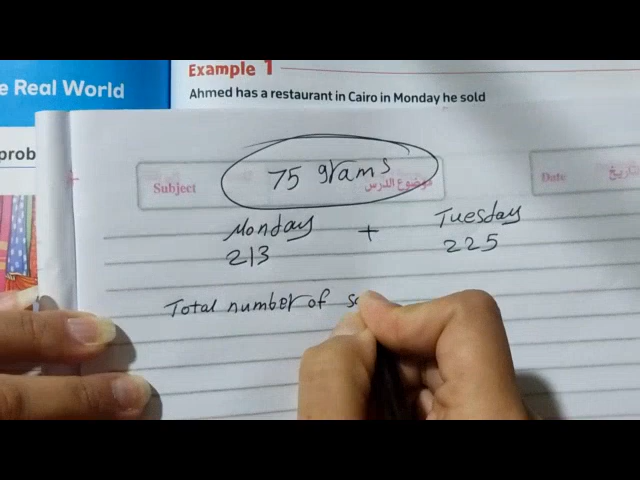 Example 1
e Real World
Ahmed has a restaurant in Cairo in Monday he sold
prob
75 grams
Subject
موضوع الدرس
Date
التاريخ
Monday + Tuesday
213 225
Total number of sa